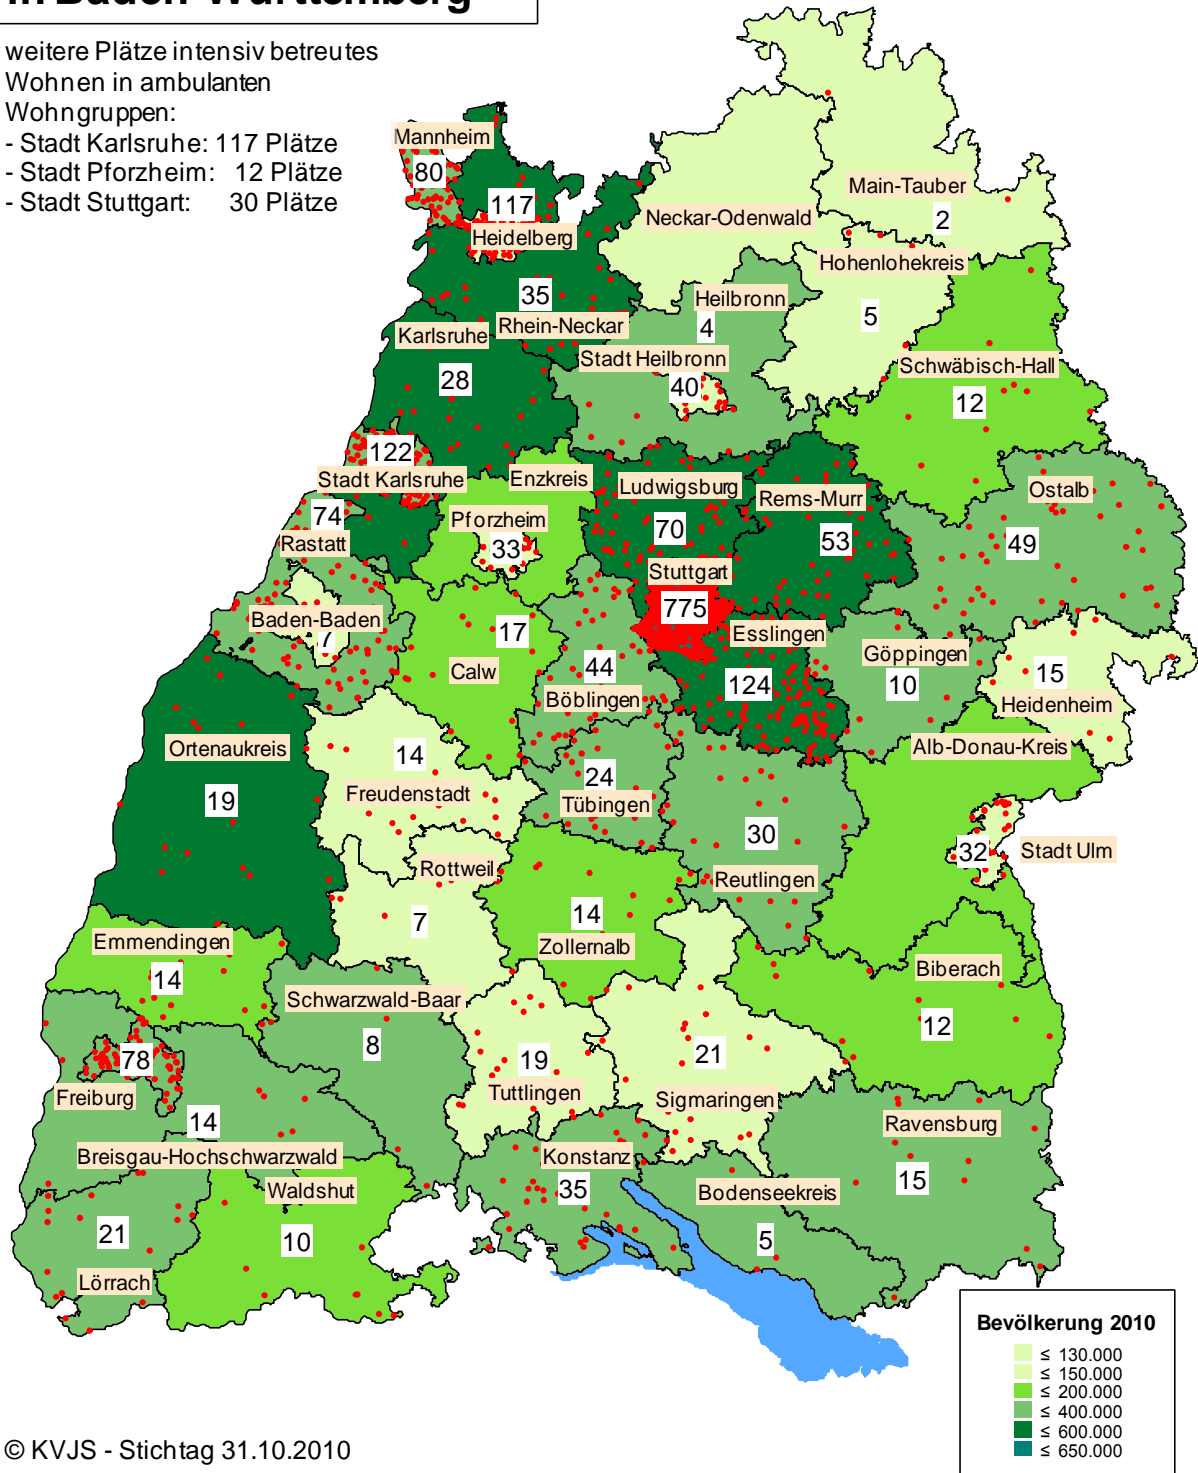 in Baden-Württemberg
weitere Plätze intensiv betreutes
Wohnen in ambulanten
Wohngruppen:
- Stadt Karlsruhe: 117 Plätze
- Stadt Pforzheim: 12 Plätze
- Stadt Stuttgart: 30 Plätze
Mannheim
80
117
Heidelberg
Main-Tauber
2
Neckar-Odenwald
Hohenlohekreis
5
35
Rhein-Neckar
Heilbronn
4
Karlsruhe
28
Stadt Heilbronn
40
Schwäbisch-Hall
12
122
Stadt Karlsruhe
Enzkreis
Ludwigsburg
70
Rems-Murr
53
Ostalb
49
74
Rastatt
Pforzheim
33
Stuttgart
775
Baden-Baden
7
17
Calw
44
Böblingen
Esslingen
124
Göppingen
10
15
Heidenheim
Alb-Donau-Kreis
Ortenaukreis
19
14
Freudenstadt
24
Tübingen
30
Reutlingen
32
Stadt Ulm
Rottweil
7
14
Zollernalb
Emmendingen
14
Schwarzwald-Baar
8
Biberach
12
78
Freiburg
19
Tuttlingen
21
Sigmaringen
14
Breisgau-Hochschwarzwald
Ravensburg
15
Konstanz
35
Waldshut
10
Bodenseekreis
5
21
Lörrach
Bevölkerung 2010
≤ 130.000
≤ 150.000
≤ 200.000
≤ 400.000
≤ 600.000
≤ 650.000
© KVJS - Stichtag 31.10.2010